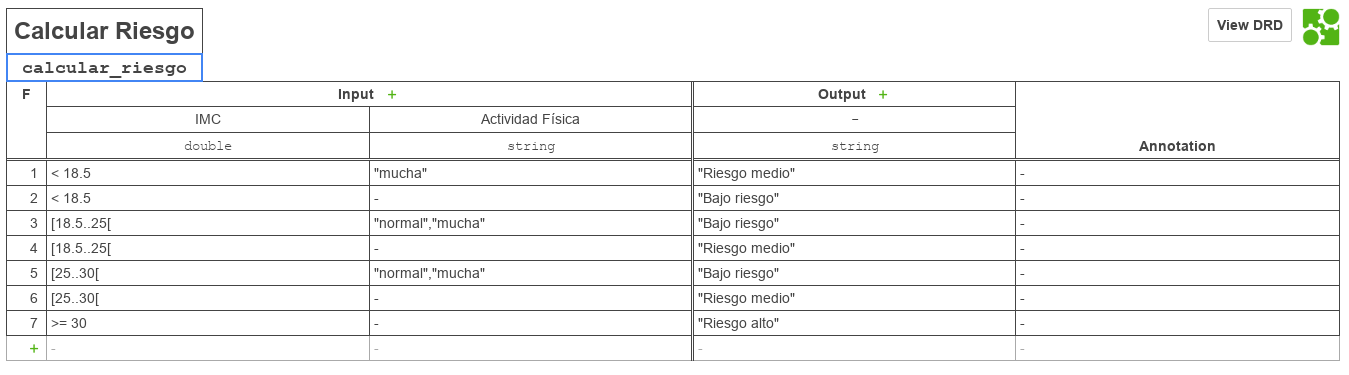 Calcular Riesgo
View DRD
calcular_riesgo
F Input + Output + Annotation
IMC Actividad Física –
double string string
1 < 18.5 "mucha" "Riesgo medio" -
2 < 18.5 - "Bajo riesgo" -
3 [18.5..25[ "normal","mucha" "Bajo riesgo" -
4 [18.5..25[ - "Riesgo medio" -
5 [25..30[ "normal","mucha" "Bajo riesgo" -
6 [25..30[ - "Riesgo medio" -
7 >= 30 - "Riesgo alto" -
+ - - - -